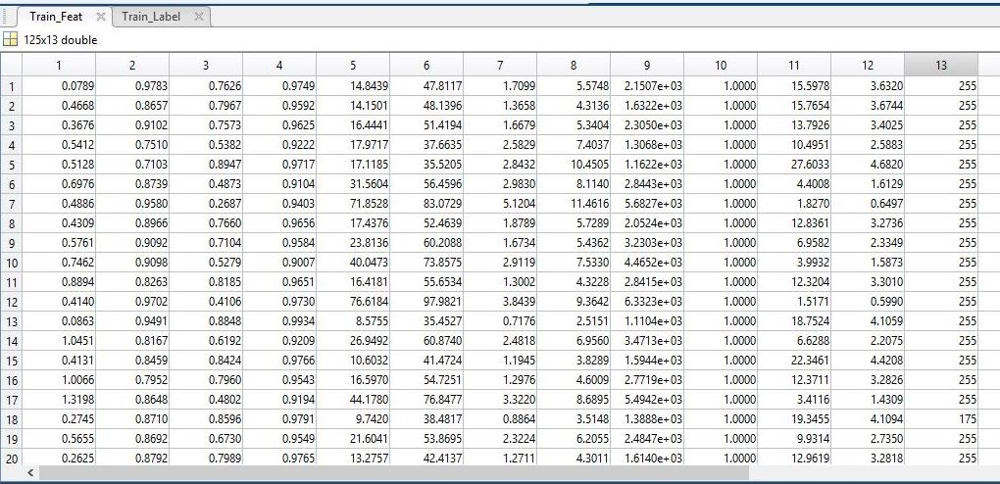 Train_Feat Train_Label
125x13 double
1 2 3 4 5 6 7 8 9 10 11 12 13
1 0.0789 0.9783 0.7626 0.9749 14.8439 47.8117 1.7099 5.5748 2.1507e+03 1.0000 15.5978 3.6320 255
2 0.4668 0.8657 0.7967 0.9592 14.1501 48.1396 1.3658 4.3136 1.6322e+03 1.0000 15.7654 3.6744 255
3 0.3676 0.9102 0.7573 0.9625 16.4441 51.4194 1.6679 5.3404 2.3050e+03 1.0000 13.7926 3.4025 255
4 0.5412 0.7510 0.5382 0.9222 17.9717 37.6635 2.5829 7.4037 1.3068e+03 1.0000 10.4951 2.5883 255
5 0.5128 0.7103 0.8947 0.9717 17.1185 35.5205 2.8432 10.4505 1.1622e+03 1.0000 27.6033 4.6820 255
6 0.6976 0.8739 0.4873 0.9104 31.5604 56.4596 2.9830 8.1140 2.8443e+03 1.0000 4.4008 1.6129 255
7 0.4886 0.9580 0.2687 0.9403 71.8528 83.0729 5.1204 11.4616 5.6827e+03 1.0000 1.8270 0.6497 255
8 0.4309 0.8966 0.7660 0.9656 17.4376 52.4639 1.8789 5.7289 2.0524e+03 1.0000 12.8361 3.2736 255
9 0.5761 0.9092 0.7104 0.9584 23.8136 60.2088 1.6734 5.4362 3.2303e+03 1.0000 6.9582 2.3349 255
10 0.7462 0.9098 0.5279 0.9007 40.0473 73.8575 2.9119 7.5330 4.4652e+03 1.0000 3.9932 1.5873 255
11 0.8894 0.8263 0.8185 0.9651 16.4181 55.6534 1.3002 4.3228 2.8415e+03 1.0000 12.3204 3.3010 255
12 0.4140 0.9702 0.4106 0.9730 76.6184 97.9821 3.8439 9.3642 6.3323e+03 1.0000 1.5171 0.5990 255
13 0.0863 0.9491 0.8848 0.9934 8.5755 35.4527 0.7176 2.5151 1.1104e+03 1.0000 18.7524 4.1059 255
14 1.0451 0.8167 0.6192 0.9209 26.9492 60.8740 2.4818 6.9560 3.4713e+03 1.0000 6.6288 2.2075 255
15 0.4131 0.8459 0.8424 0.9766 10.6032 41.4724 1.1945 3.8289 1.5944e+03 1.0000 22.3461 4.4208 255
16 1.0066 0.7952 0.7960 0.9543 16.5970 54.7251 1.2976 4.6009 2.7719e+03 1.0000 12.3711 3.2826 255
17 1.3198 0.8648 0.4802 0.9194 44.1780 76.8477 3.3220 8.6895 5.4942e+03 1.0000 3.4116 1.4309 255
18 0.2745 0.8710 0.8596 0.9791 9.7420 38.4817 0.8864 3.5148 1.3888e+03 1.0000 19.3455 4.1094 175
19 0.5655 0.8692 0.6730 0.9549 21.6041 53.8695 2.3224 6.2055 2.4847e+03 1.0000 9.9314 2.7350 255
20 0.2625 0.8792 0.7989 0.9765 13.2757 42.4137 1.2711 4.3011 1.6140e+03 1.0000 12.9619 3.2818 255